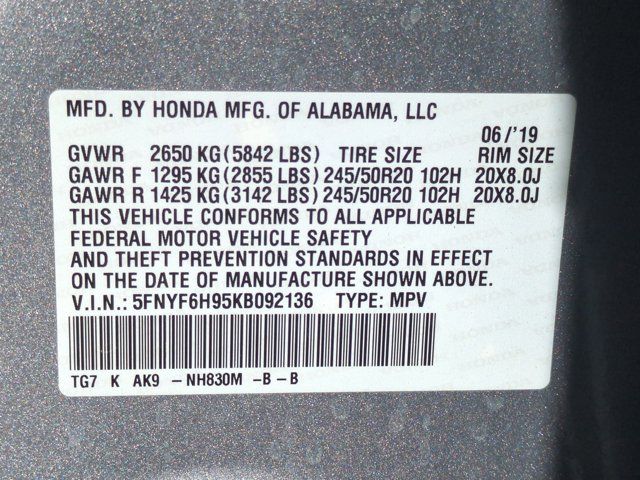 MFD. BY HONDA MFG. OF ALABAMA, LLC
06/'19
GVWR 2650 KG(5842 LBS) TIRE SIZE RIM SIZE
GAWR F 1295 KG(2855 LBS) 245/50R20 102H 20X8.0J
GAWR R 1425 KG(3142 LBS) 245/50R20 102H 20X8.0J
THIS VEHICLE CONFORMS TO ALL APPLICABLE
FEDERAL MOTOR VEHICLE SAFETY
AND THEFT PREVENTION STANDARDS IN EFFECT
ON THE DATE OF MANUFACTURE SHOWN ABOVE.
V.I.N.: 5FNYF6H95KB092136 TYPE: MPV
TG7 K AK9 -NH830M -B-B